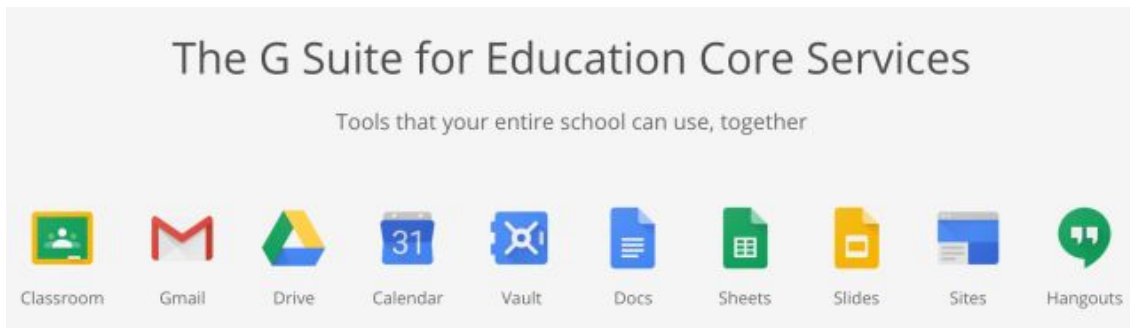 The G Suite for Education Core Services
Tools that your entire school can use, together
31
Classroom Gmail Drive Calendar Vault Docs Sheets Slides Sites Hangouts